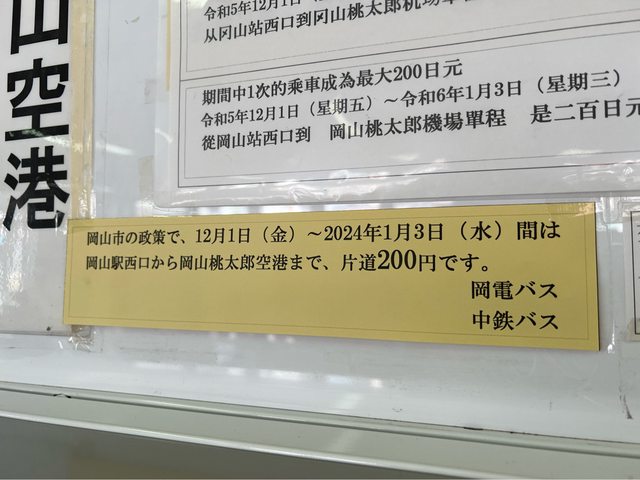 山空港
令和5年12月1日
从冈山站西口到冈山桃太郎机场單程
期間中1次的乘車成為最大200日元
令和5年12月1日（星期五）～令和6年1月3日（星期三）
從岡山站西口到 岡山桃太郎機場單程 是二百日元
岡山市の政策で、12月1日（金）～2024年1月3日（水）間は
岡山駅西口から岡山桃太郎空港まで、片道200円です。
岡電バス
中鉄バス